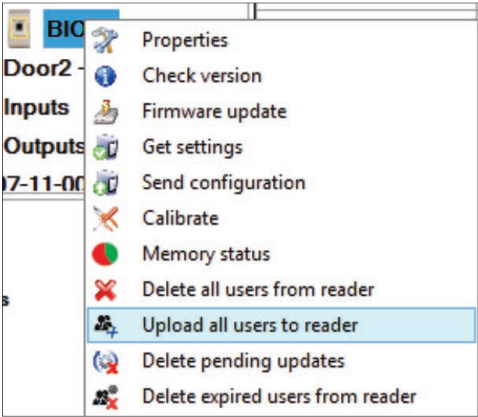 BIO
Properties
Door2 -
Check version
Inputs
Firmware update
Outputs
Get settings
07-11-00
Send configuration
Calibrate
Memory status
Delete all users from reader
s
Upload all users to reader
Delete pending updates
Delete expired users from reader